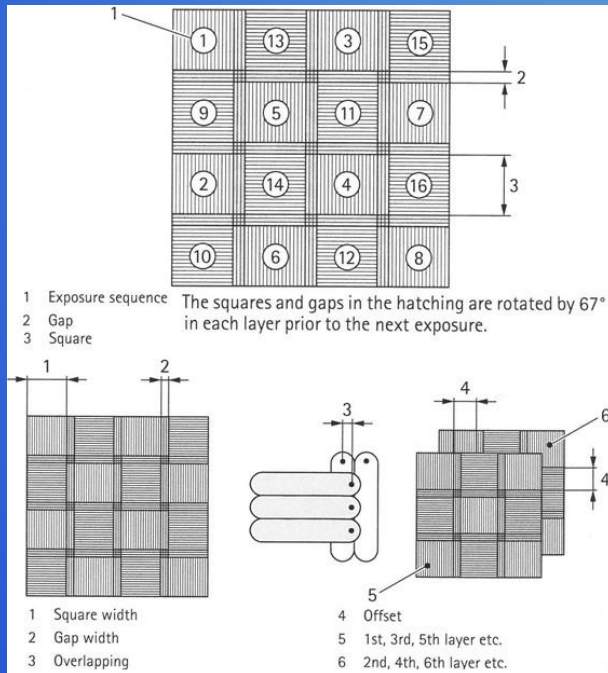 1
1 13 3 15
2
9 5 11 7
2 14 4 16
3
10 6 12 8
1 Exposure sequence
2 Gap
3 Square
The squares and gaps in the hatching are rotated by 67°
in each layer prior to the next exposure.
1 2
3
4 6
4
5
1 Square width
2 Gap width
3 Overlapping
4 Offset
5 1st, 3rd, 5th layer etc.
6 2nd, 4th, 6th layer etc.